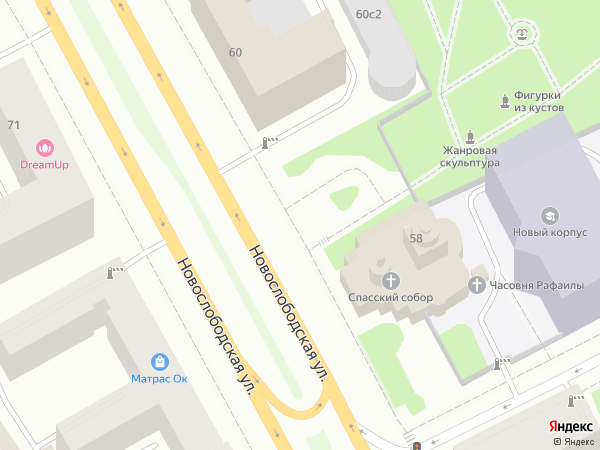 60с2
60
Фигурки
из кустов
71
DreamUp
Жанровая
скульптура
Новый корпус
58
Спасский собор
Часовня Рафаилы
Новослободская ул.
Новослободская ул.
Матрас Ок
Яндекс
© Яндекс